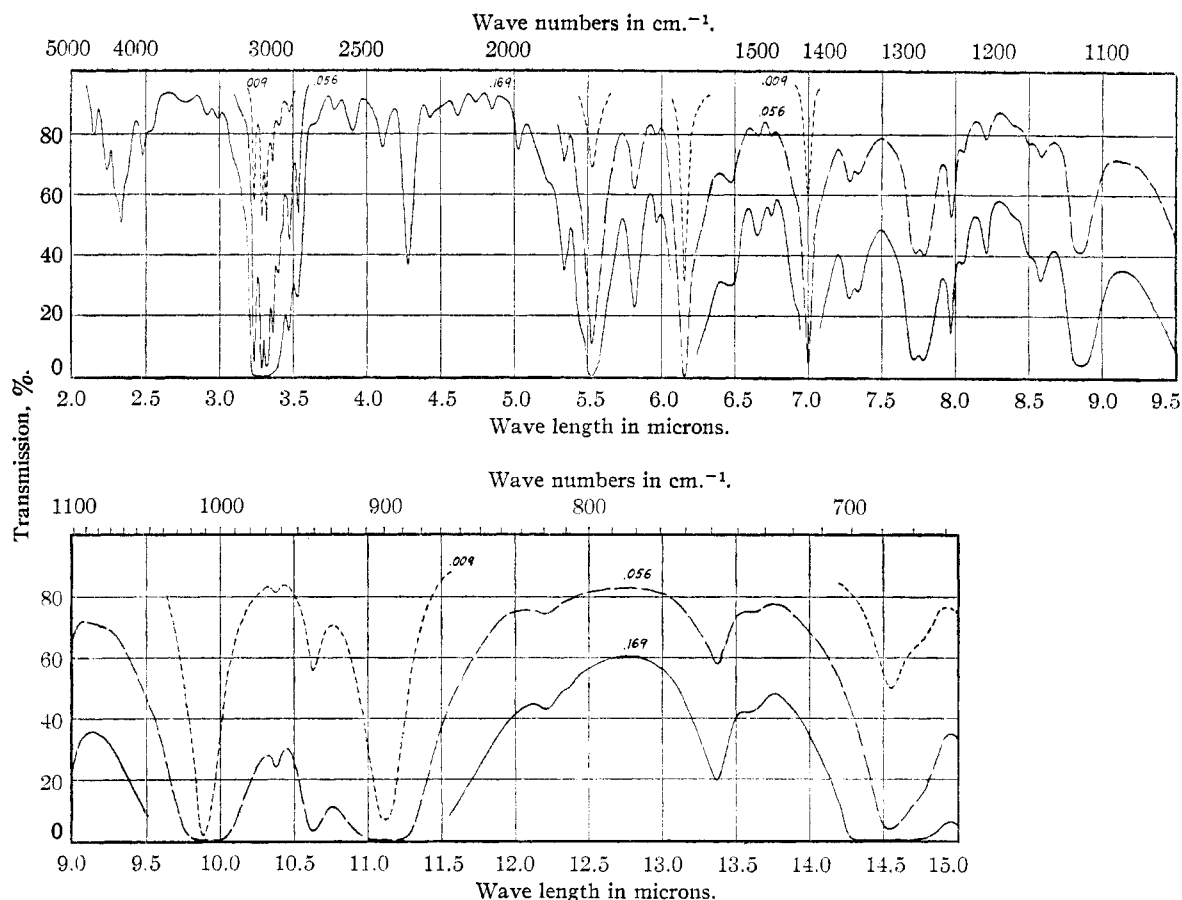 Wave numbers in cm.⁻¹.
5000 4000 3000 2500 2000 1500 1400 1300 1200 1100
.009 .056 .169 .009
.056
80
60
40
20
0
2.0 2.5 3.0 3.5 4.0 4.5 5.0 5.5 6.0 6.5 7.0 7.5 8.0 8.5 9.0 9.5
Wave length in microns.
Transmission, %.
Wave numbers in cm.⁻¹.
1100 1000 900 800 700
.009 .056
.169
80
60
40
20
0
9.0 9.5 10.0 10.5 11.0 11.5 12.0 12.5 13.0 13.5 14.0 14.5 15.0
Wave length in microns.